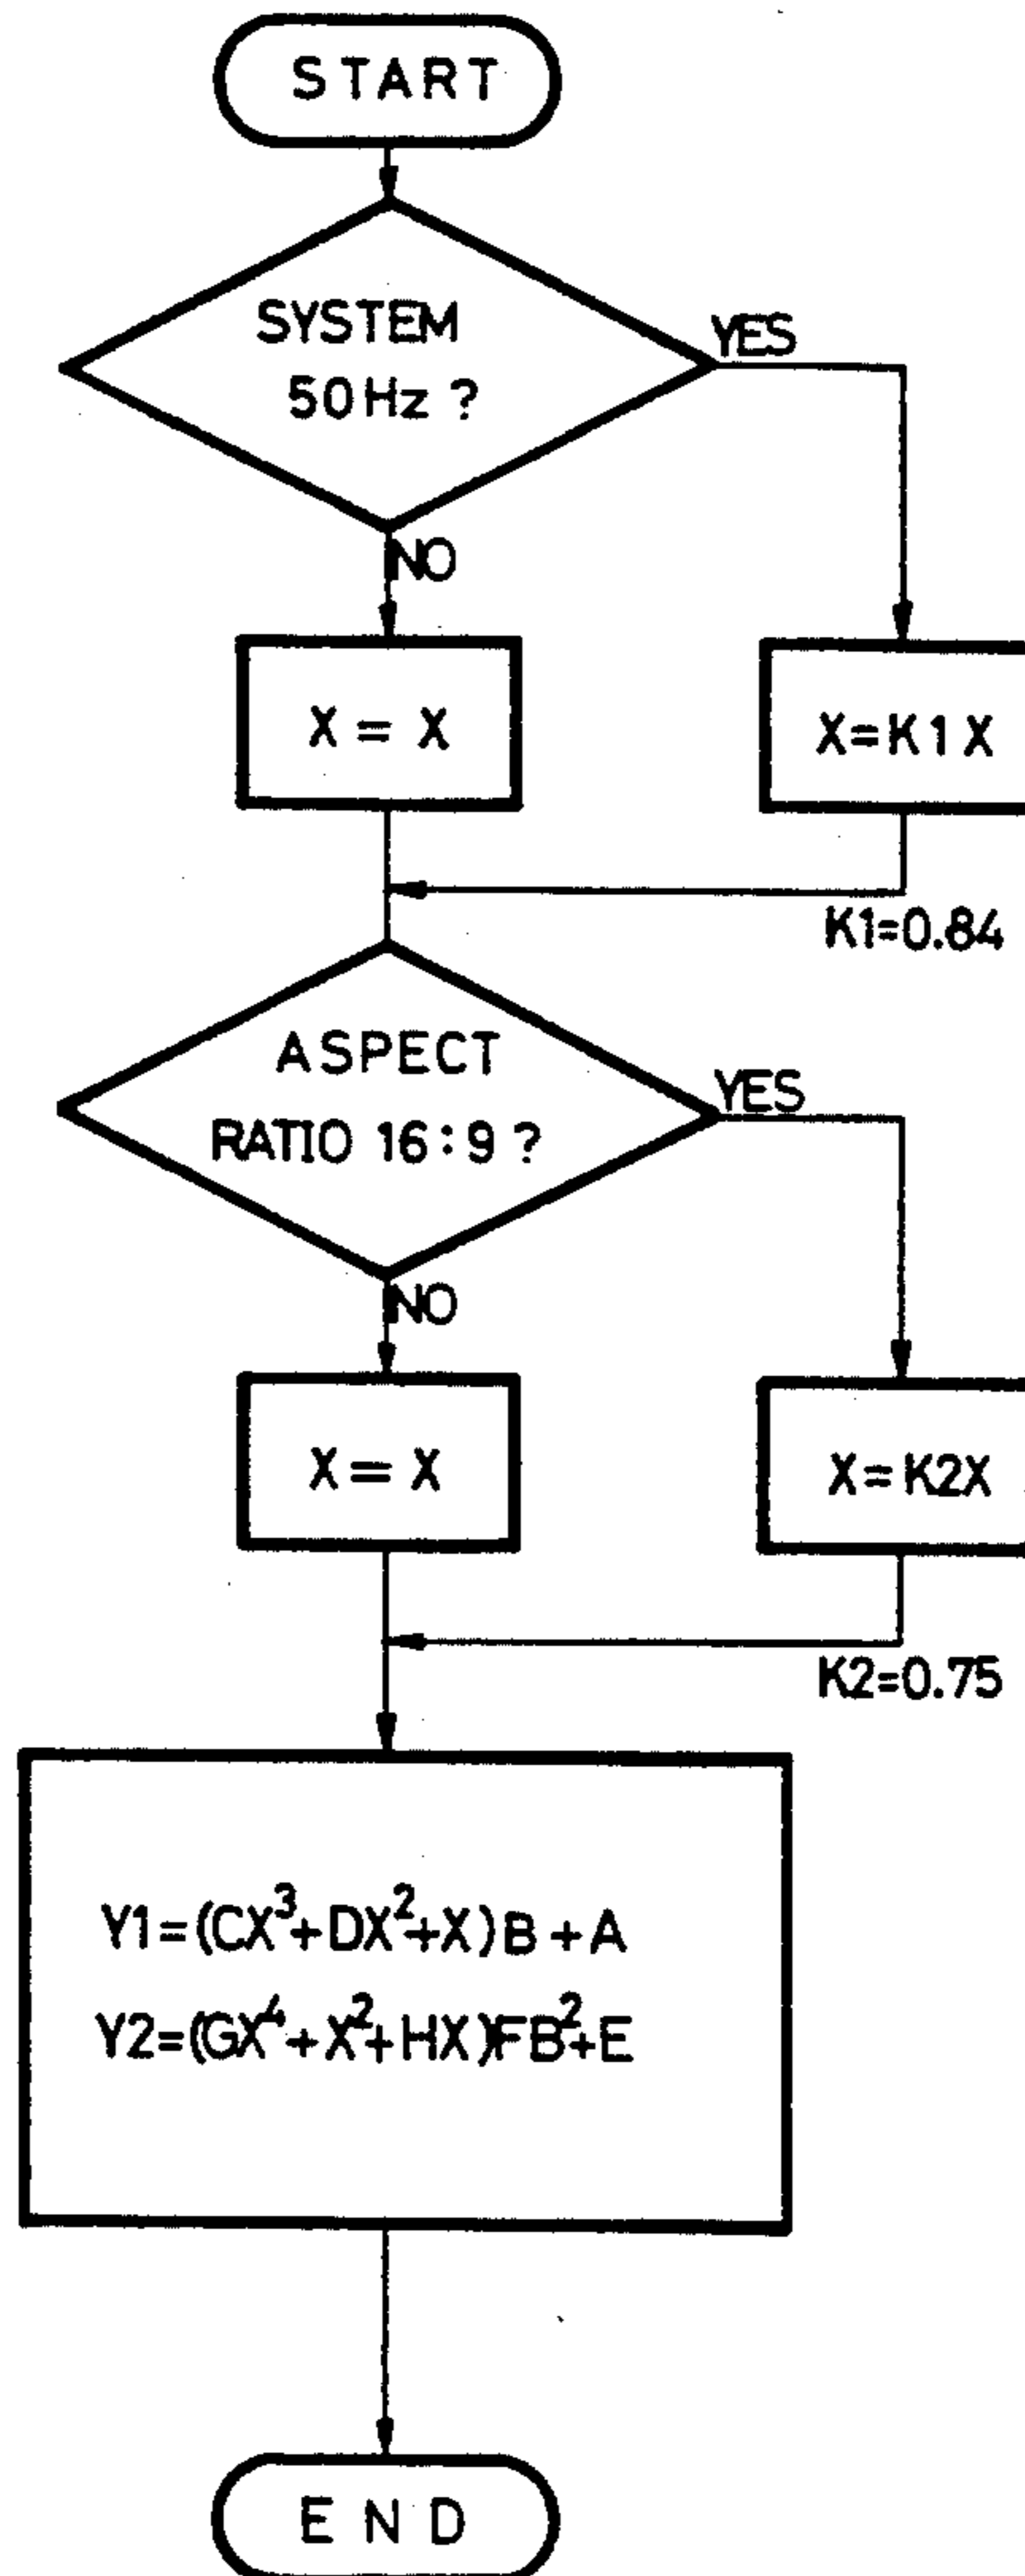 START
SYSTEM
50Hz ?
YES
NO
X = X
X=K1X
K1=0.84
ASPECT
RATIO 16:9 ?
YES
NO
X = X
X=K2X
K2=0.75
Y1=(CX³+DX²+X)B+A
Y2=(GX⁴+X²+HX)FB²+E
END